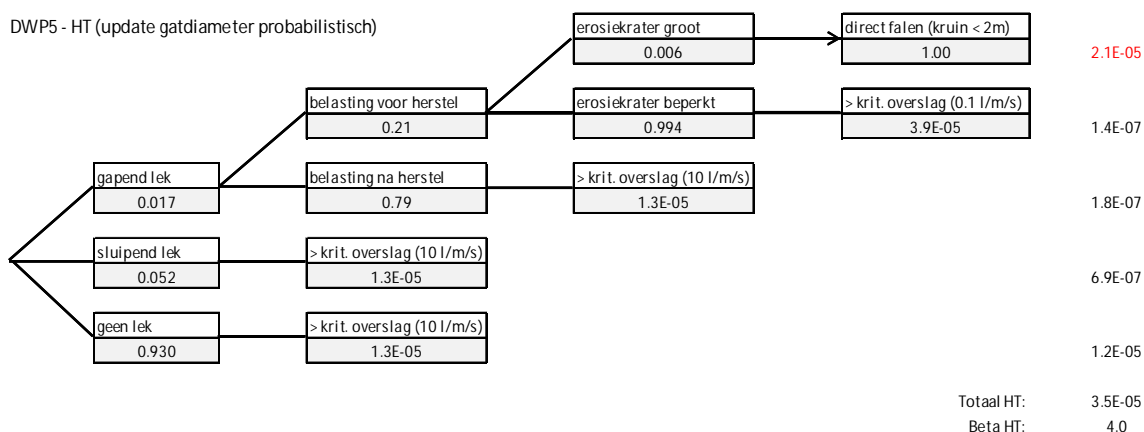 DWP5 - HT (update gatdiameter probabilistisch)
erosiekrater groot
0.006
direct falen (kruin < 2m)
1.00
2.1E-05
belasting voor herstel
0.21
erosiekrater beperkt
0.994
> krit. overslag (0.1 l/m/s)
3.9E-05
1.4E-07
gapend lek
0.017
belasting na herstel
0.79
> krit. overslag (10 l/m/s)
1.3E-05
1.8E-07
sluipend lek
0.052
> krit. overslag (10 l/m/s)
1.3E-05
6.9E-07
geen lek
0.930
> krit. overslag (10 l/m/s)
1.3E-05
1.2E-05
Totaal HT: 3.5E-05
Beta HT: 4.0